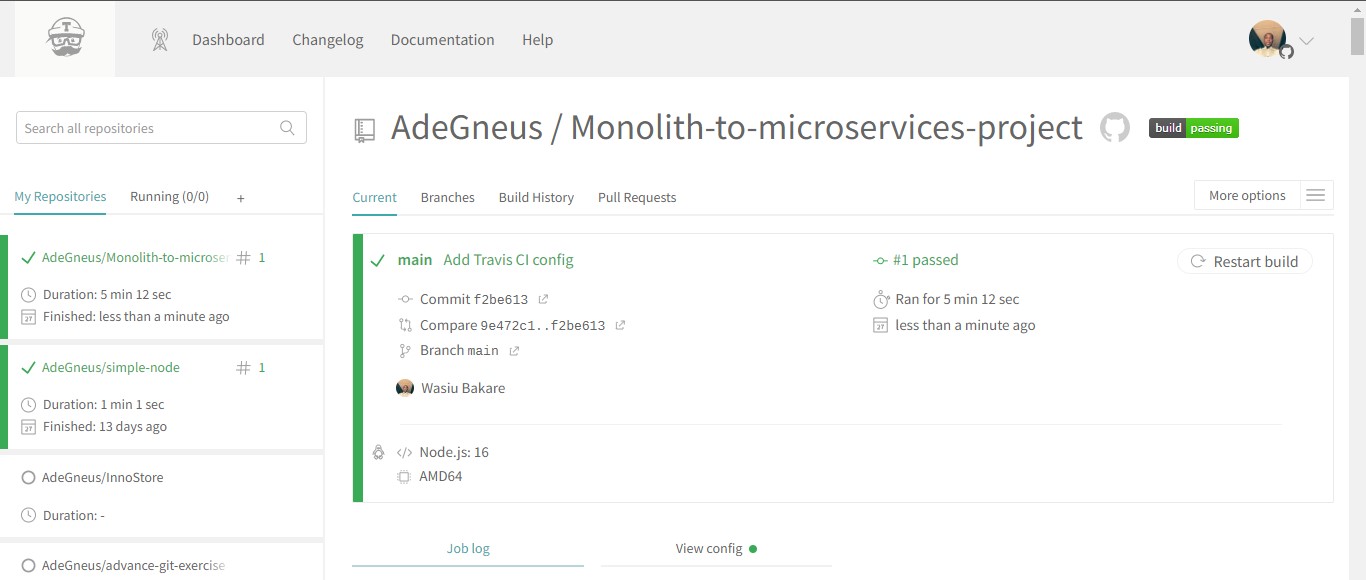 Dashboard Changelog Documentation Help
Search all repositories
My Repositories Running (0/0) +
AdeGneus/Monolith-to-microser # 1
Duration: 5 min 12 sec
Finished: less than a minute ago
AdeGneus/simple-node # 1
Duration: 1 min 1 sec
Finished: 13 days ago
AdeGneus/InnoStore
Duration: -
AdeGneus/advance-git-exercise
AdeGneus / Monolith-to-microservices-project build passing
Current Branches Build History Pull Requests More options
main Add Travis CI config #1 passed Restart build
Commit f2be613 Ran for 5 min 12 sec
Compare 9e472c1..f2be613 less than a minute ago
Branch main
Wasiu Bakare
Node.js: 16
AMD64
Job log View config